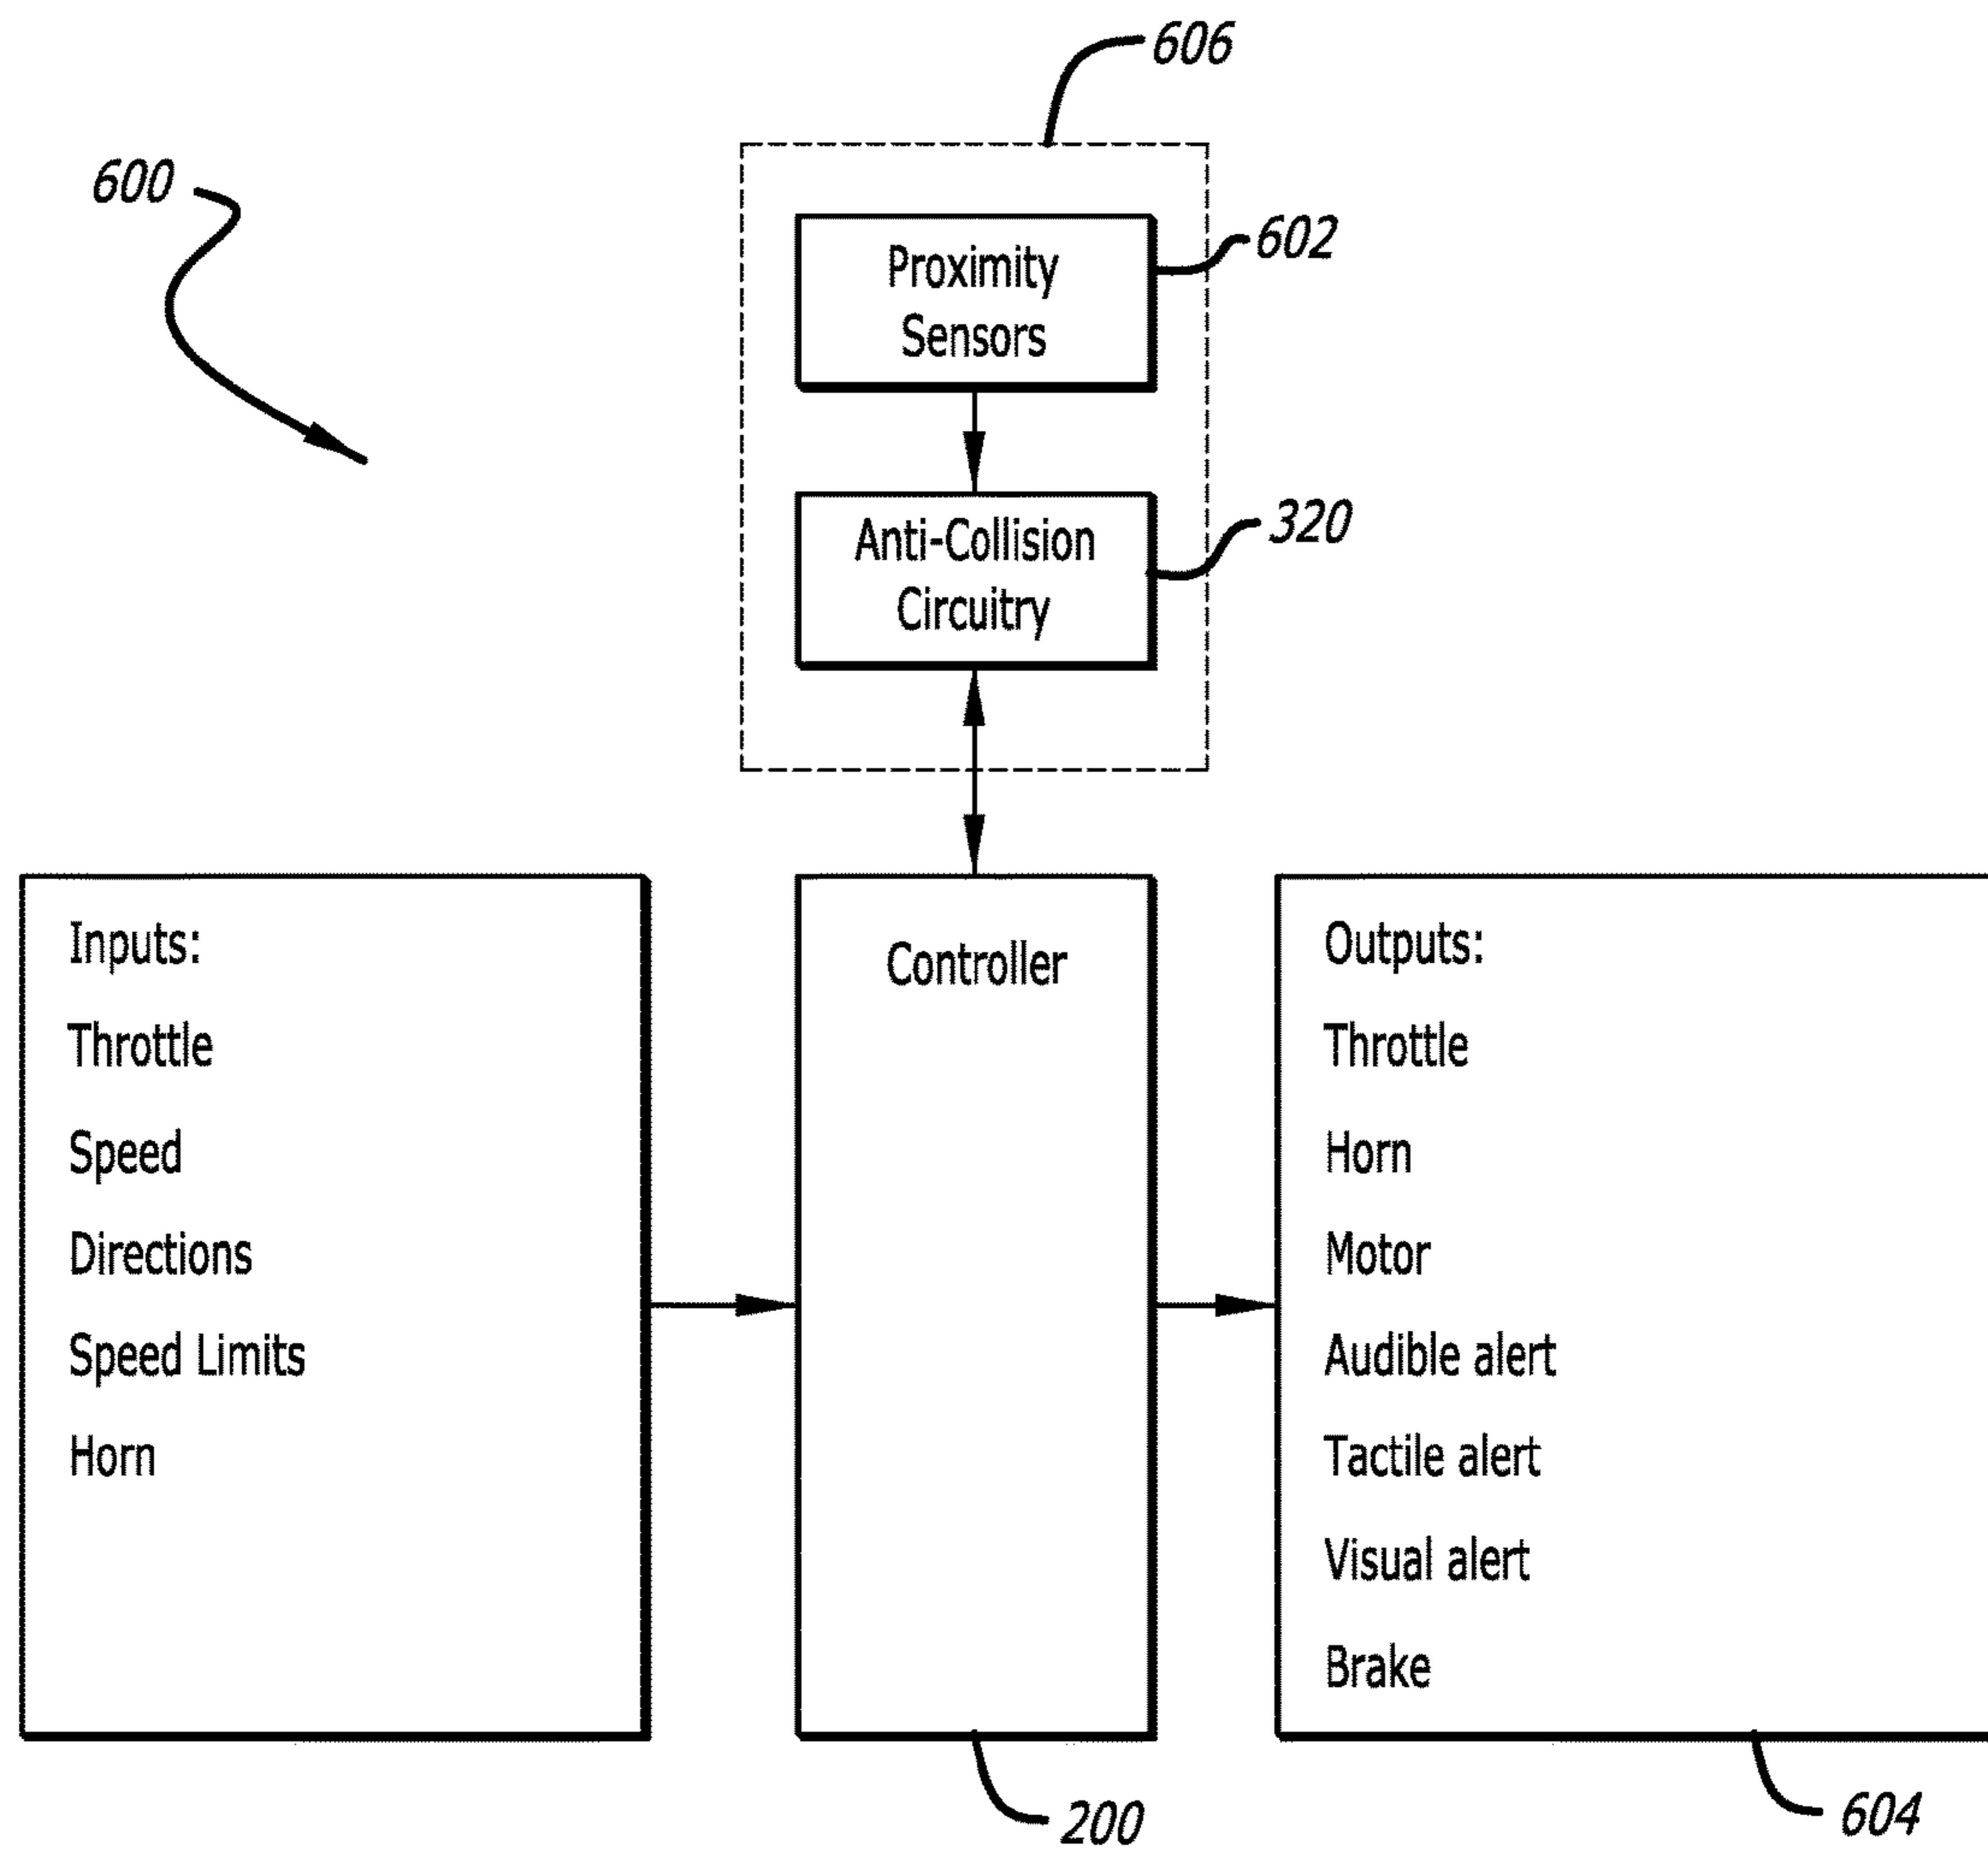 606
600
Proximity
Sensors
602
Anti-Collision
Circuitry
320
Inputs:
Throttle
Speed
Directions
Speed Limits
Horn
Controller
Outputs:
Throttle
Horn
Motor
Audible alert
Tactile alert
Visual alert
Brake
200
604